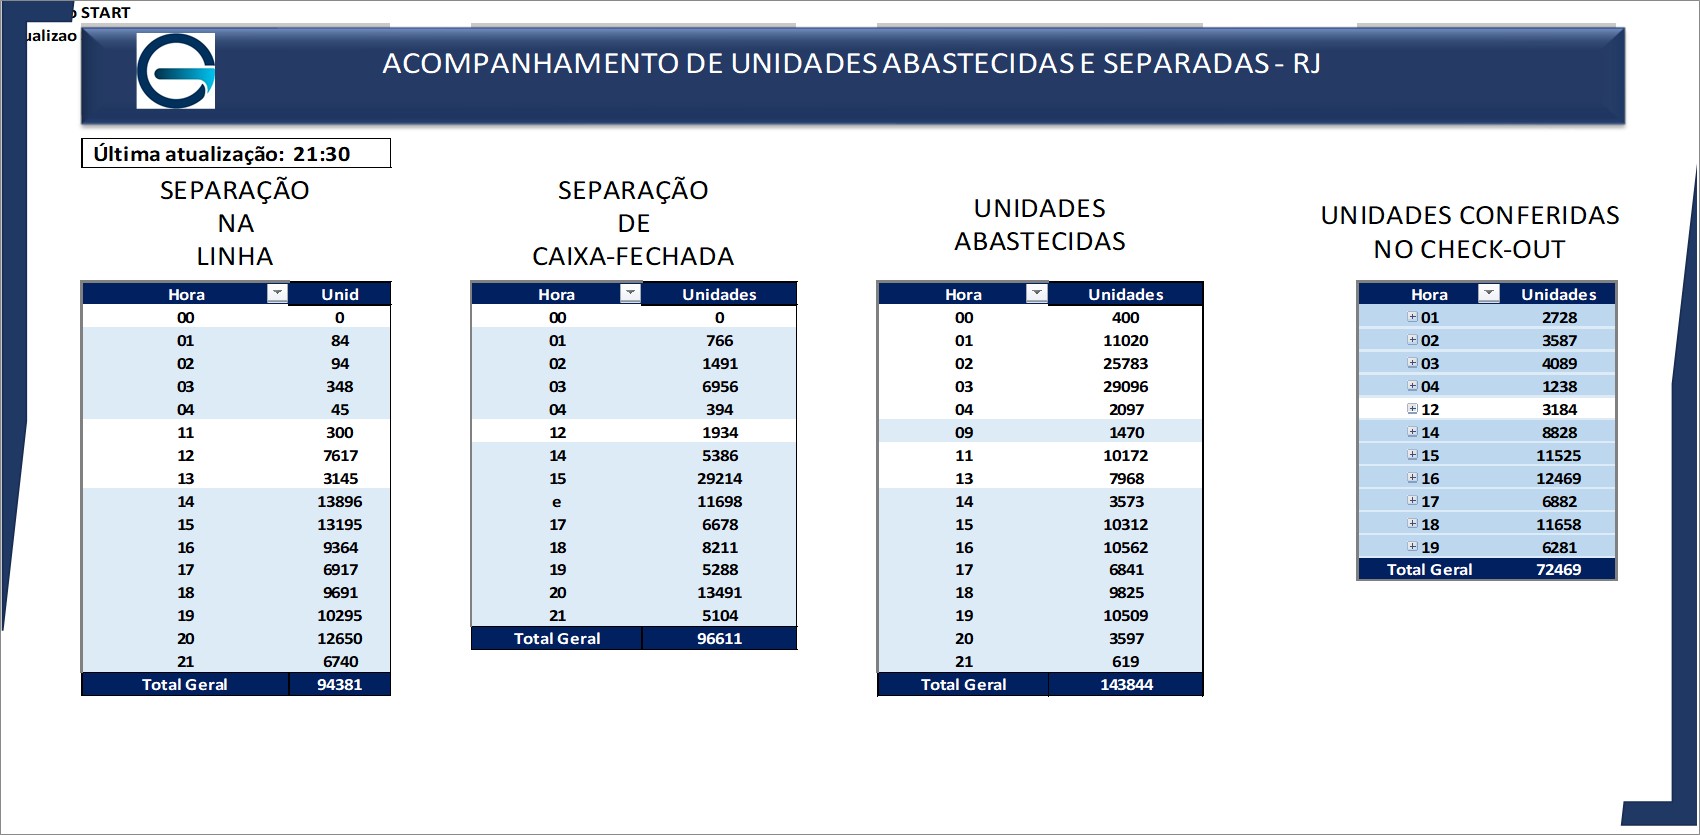 START
ualizao
ACOMPANHAMENTO DE UNIDADES ABASTECIDAS E SEPARADAS - RJ
Última atualização: 21:30
SEPARAÇÃO
NA
LINHA
Hora Unid
00 0
01 84
02 94
03 348
04 45
11 300
12 7617
13 3145
14 13896
15 13195
16 9364
17 6917
18 9691
19 10295
20 12650
21 6740
Total Geral 94381
SEPARAÇÃO
DE
CAIXA-FECHADA
Hora Unidades
00 0
01 766
02 1491
03 6956
04 394
12 1934
14 5386
15 29214
e 11698
17 6678
18 8211
19 5288
20 13491
21 5104
Total Geral 96611
UNIDADES
ABASTECIDAS
Hora Unidades
00 400
01 11020
02 25783
03 29096
04 2097
09 1470
11 10172
13 7968
14 3573
15 10312
16 10562
17 6841
18 9825
19 10509
20 3597
21 619
Total Geral 143844
UNIDADES CONFERIDAS
NO CHECK-OUT
Hora Unidades
01 2728
02 3587
03 4089
04 1238
12 3184
14 8828
15 11525
16 12469
17 6882
18 11658
19 6281
Total Geral 72469